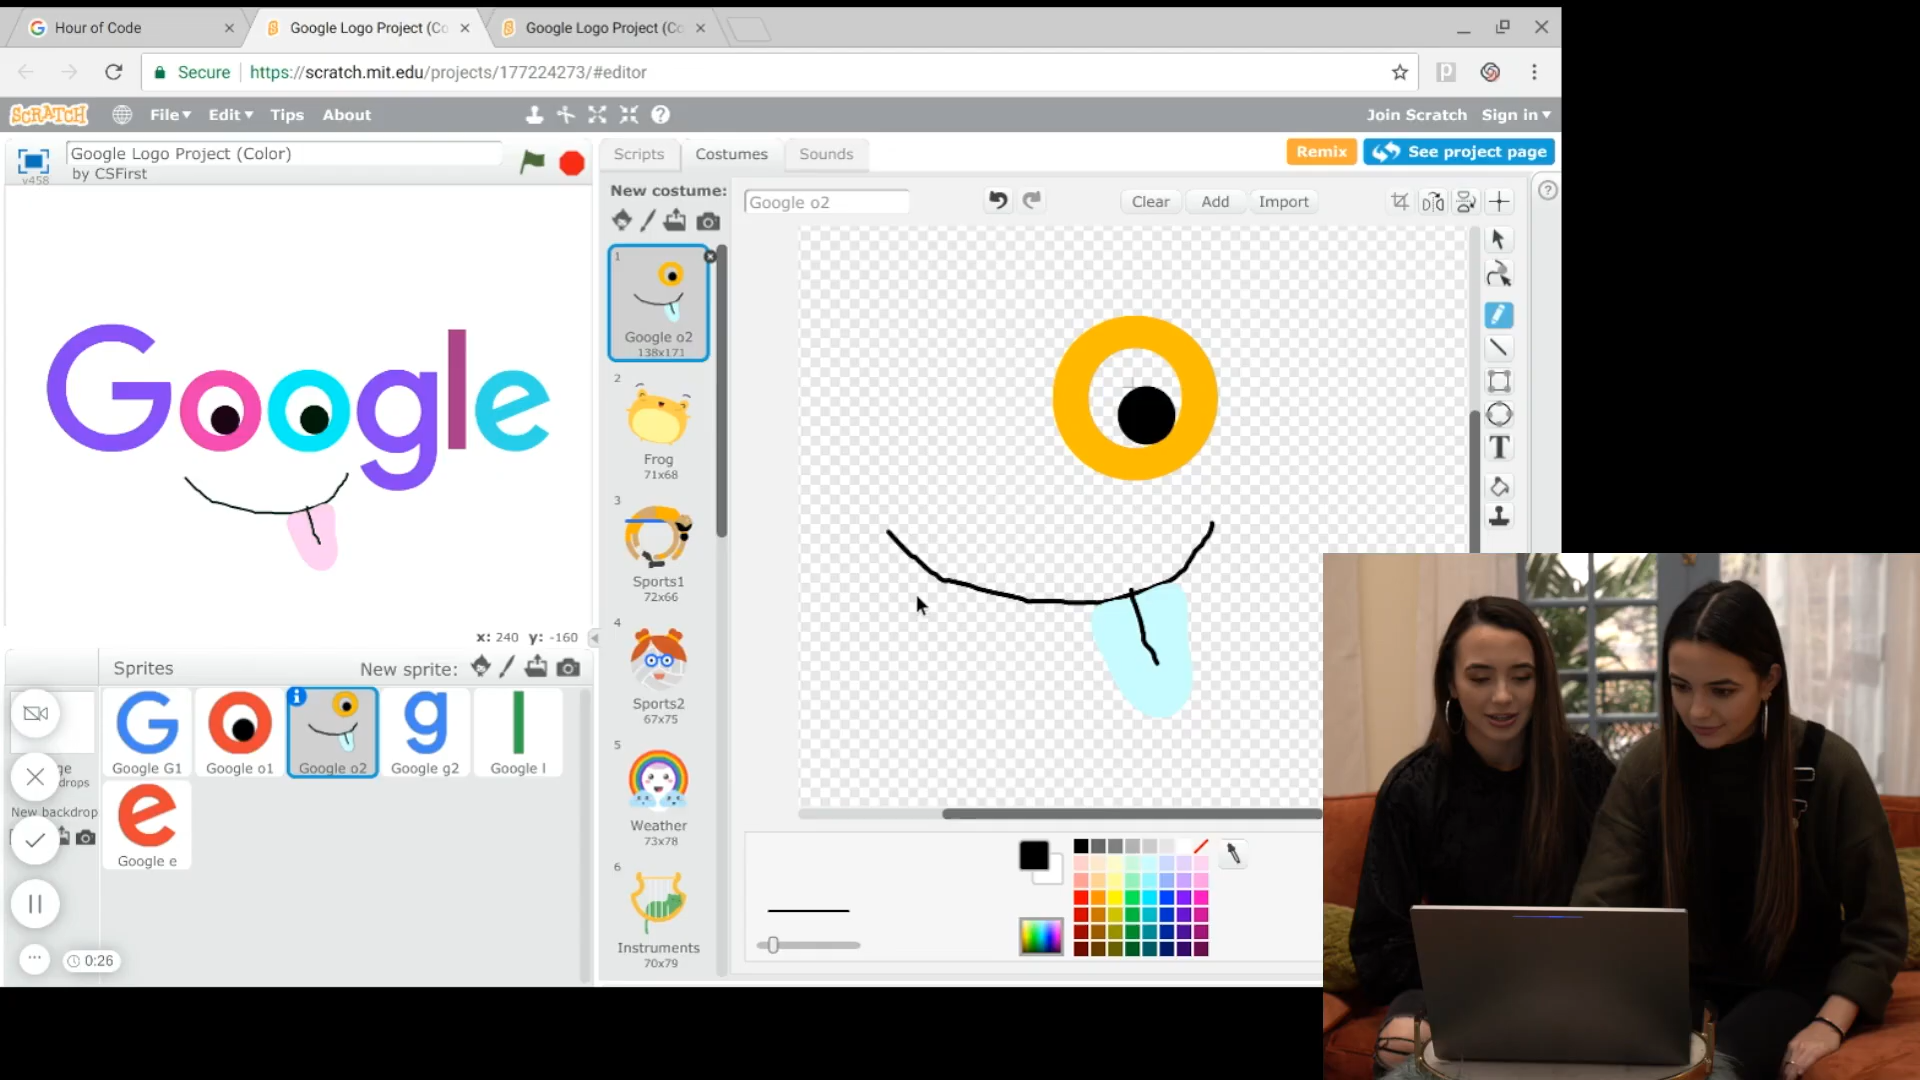 Hour of Code
Google Logo Project (Co
Google Logo Project (Co
Secure
https://scratch.mit.edu/projects/177224273/#editor
SCRATCH
File
Edit
Tips
About
Join Scratch
Sign in
v458
Google Logo Project (Color)
by CSFirst
Scripts
Costumes
Sounds
Remix
See project page
New costume:
Google o2
Clear
Add
Import
T
Google
1
Google o2
138x171
2
Frog
71x68
3
Sports1
72x66
4
Sports2
67x75
5
Weather
73x78
6
Instruments
70x79
x: 240 y: -160
Sprites
New sprite:
Google G1
Google o1
Google o2
Google g2
Google l
Google e
ge
drops
New backdrop
0:26